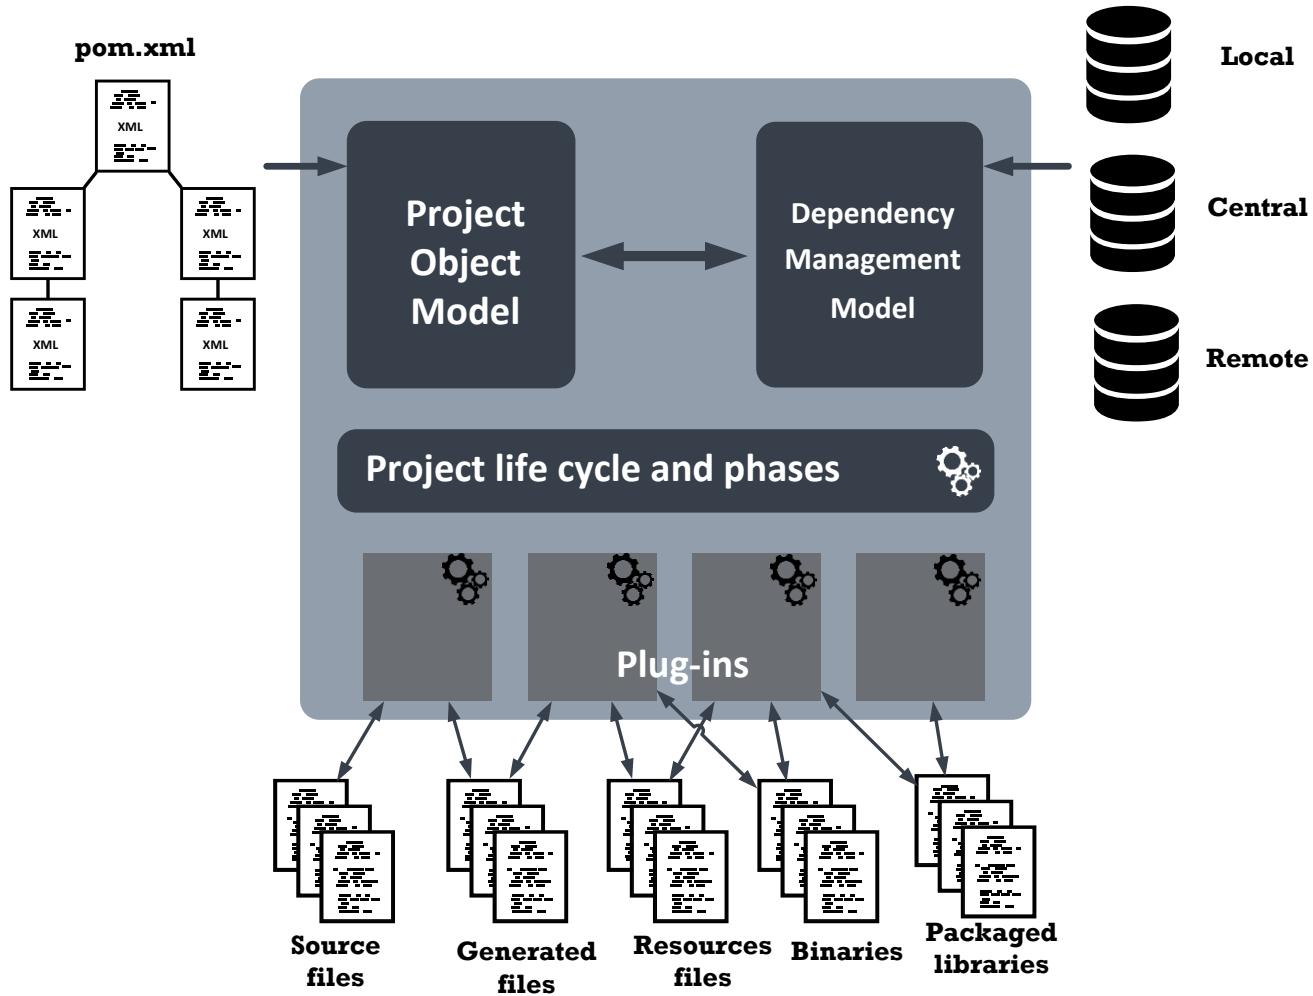 pom.xml
XML
XML
XML
XML
XML
Project
Object
Model
Dependency
Management
Model
Local
Central
Remote
Project life cycle and phases
Plug-ins
Source
files
Generated
files
Resources
files
Binaries
Packaged
libraries